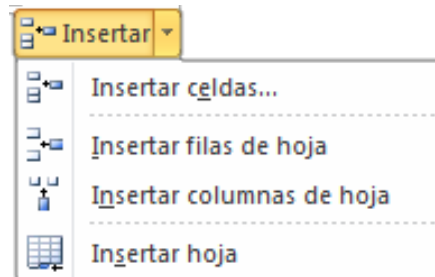 Insertar
Insertar celdas...
Insertar filas de hoja
Insertar columnas de hoja
Insertar hoja